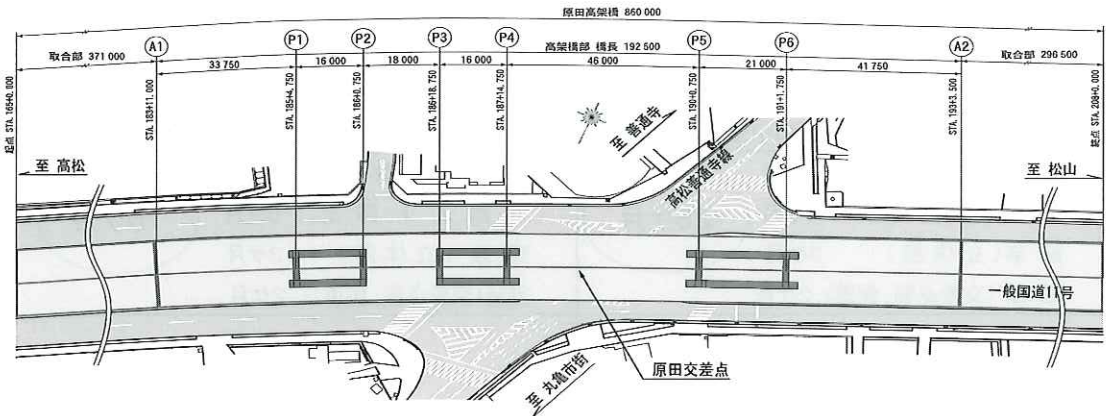 原田高架橋 860 000
取合部 371 000
A1
P1
P2
P3
P4
高架橋部 橋長 192 500
P5
P6
A2
取合部 296 500
33 750
16 000
18 000
16 000
46 000
21 000
41 750
起点 STA. 165+0.000
STA. 183+11.000
STA. 185+4.750
STA. 186+0.750
STA. 186+18.750
STA. 187+14.750
STA. 190+0.750
STA. 191+1.750
STA. 193+3.500
終点 STA. 208+0.000
至 高松
至 善通寺
高松善通寺線
至 松山
一般国道11号
原田交差点
至 丸亀市街